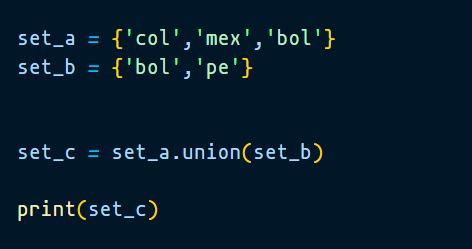 set_a = {'col','mex','bol'}
set_b = {'bol','pe'}
set_c = set_a.union(set_b)
print(set_c)